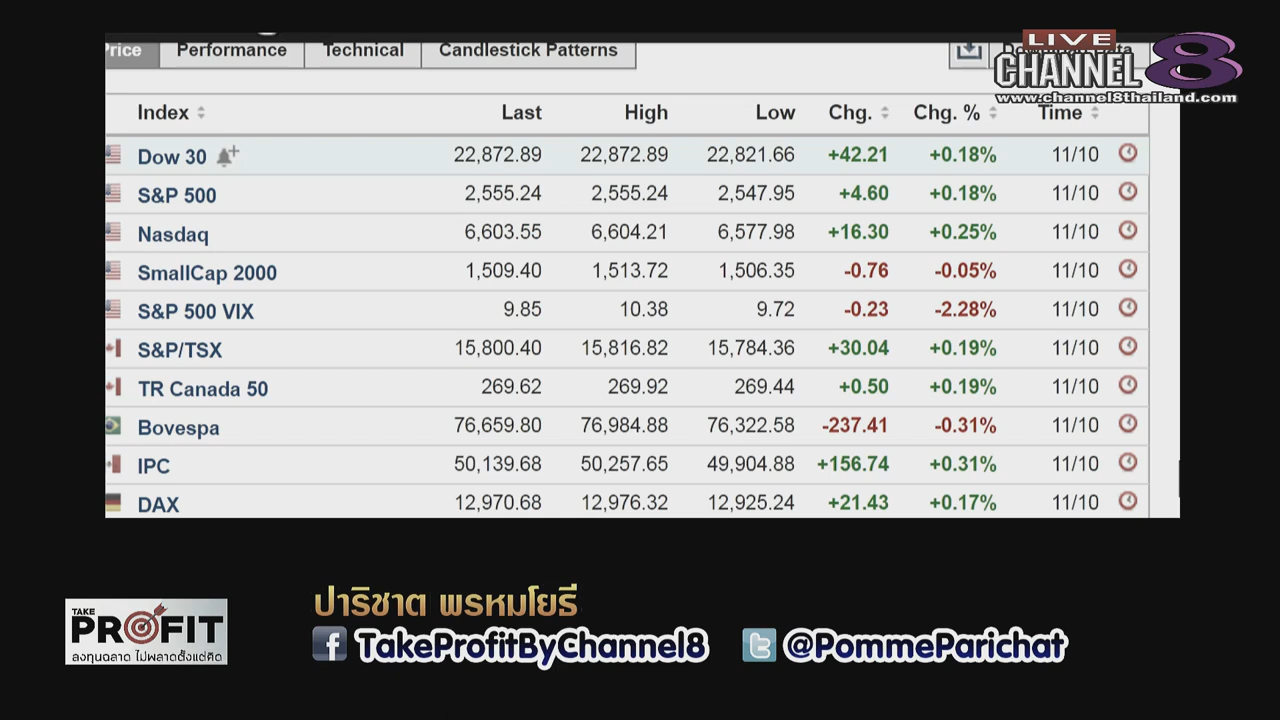 Price Performance Technical Candlestick Patterns Download Data
LIVE
CHANNEL 8
www.channel8thailand.com
Index Last High Low Chg. Chg. % Time
Dow 30 22,872.89 22,872.89 22,821.66 +42.21 +0.18% 11/10
S&P 500 2,555.24 2,555.24 2,547.95 +4.60 +0.18% 11/10
Nasdaq 6,603.55 6,604.21 6,577.98 +16.30 +0.25% 11/10
SmallCap 2000 1,509.40 1,513.72 1,506.35 -0.76 -0.05% 11/10
S&P 500 VIX 9.85 10.38 9.72 -0.23 -2.28% 11/10
S&P/TSX 15,800.40 15,816.82 15,784.36 +30.04 +0.19% 11/10
TR Canada 50 269.62 269.92 269.44 +0.50 +0.19% 11/10
Bovespa 76,659.80 76,984.88 76,322.58 -237.41 -0.31% 11/10
IPC 50,139.68 50,257.65 49,904.88 +156.74 +0.31% 11/10
DAX 12,970.68 12,976.32 12,925.24 +21.43 +0.17% 11/10
TAKE
PROFIT
ลงทุนฉลาด ไม่พลาดตั้งแต่คิด
ปาริชาต พรหมโยธี
TakeProfitByChannel8 @PommeParichat